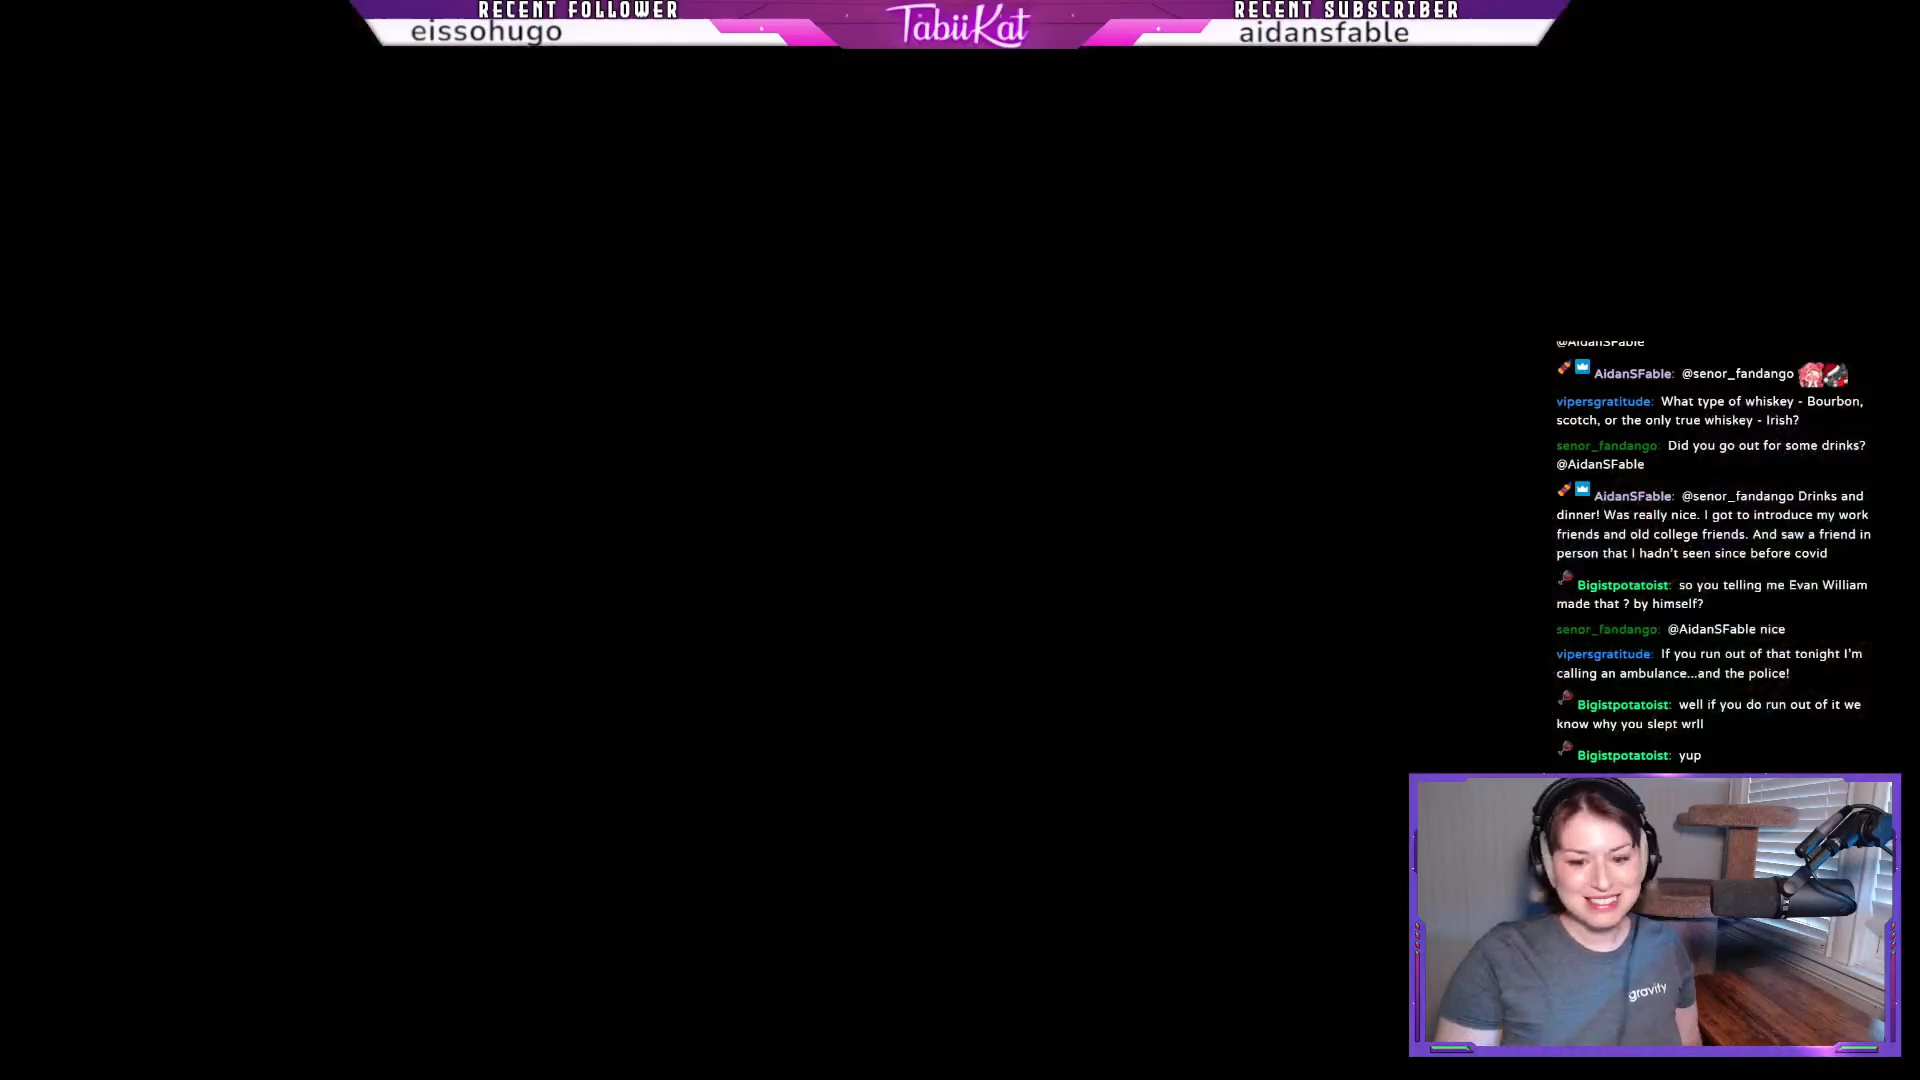 RECENT FOLLOWER
eissohugo
TabiiKat
RECENT SUBSCRIBER
aidansfable
@AidanSFable
AidanSFable: @senor_fandango
vipersgratitude: What type of whiskey - Bourbon,
scotch, or the only true whiskey - Irish?
senor_fandango: Did you go out for some drinks?
@AidanSFable
AidanSFable: @senor_fandango Drinks and
dinner! Was really nice. I got to introduce my work
friends and old college friends. And saw a friend in
person that I hadn't seen since before covid
Bigistpotatoist: so you telling me Evan William
made that ? by himself?
senor_fandango: @AidanSFable nice
vipersgratitude: If you run out of that tonight I'm
calling an ambulance...and the police!
Bigistpotatoist: well if you do run out of it we
know why you slept wrll
Bigistpotatoist: yup
gravity